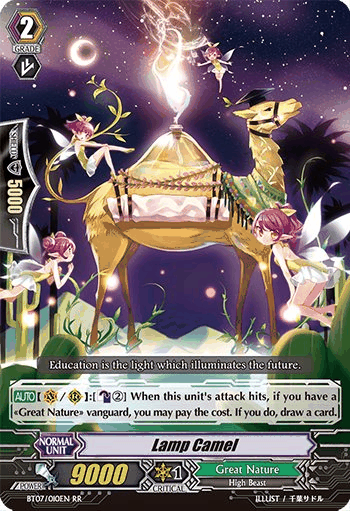 2
GRADE
5000
SHIELD
Education is the light which illuminates the future.
AUTO [ / ]:[ ②] When this unit's attack hits, if you have a
«Great Nature» vanguard, you may pay the cost. If you do, draw a card.
NORMAL UNIT
Lamp Camel
POWER 9000
1
CRITICAL
Great Nature
High Beast
BT07/010EN RR
ILLUST / 千葉サドル